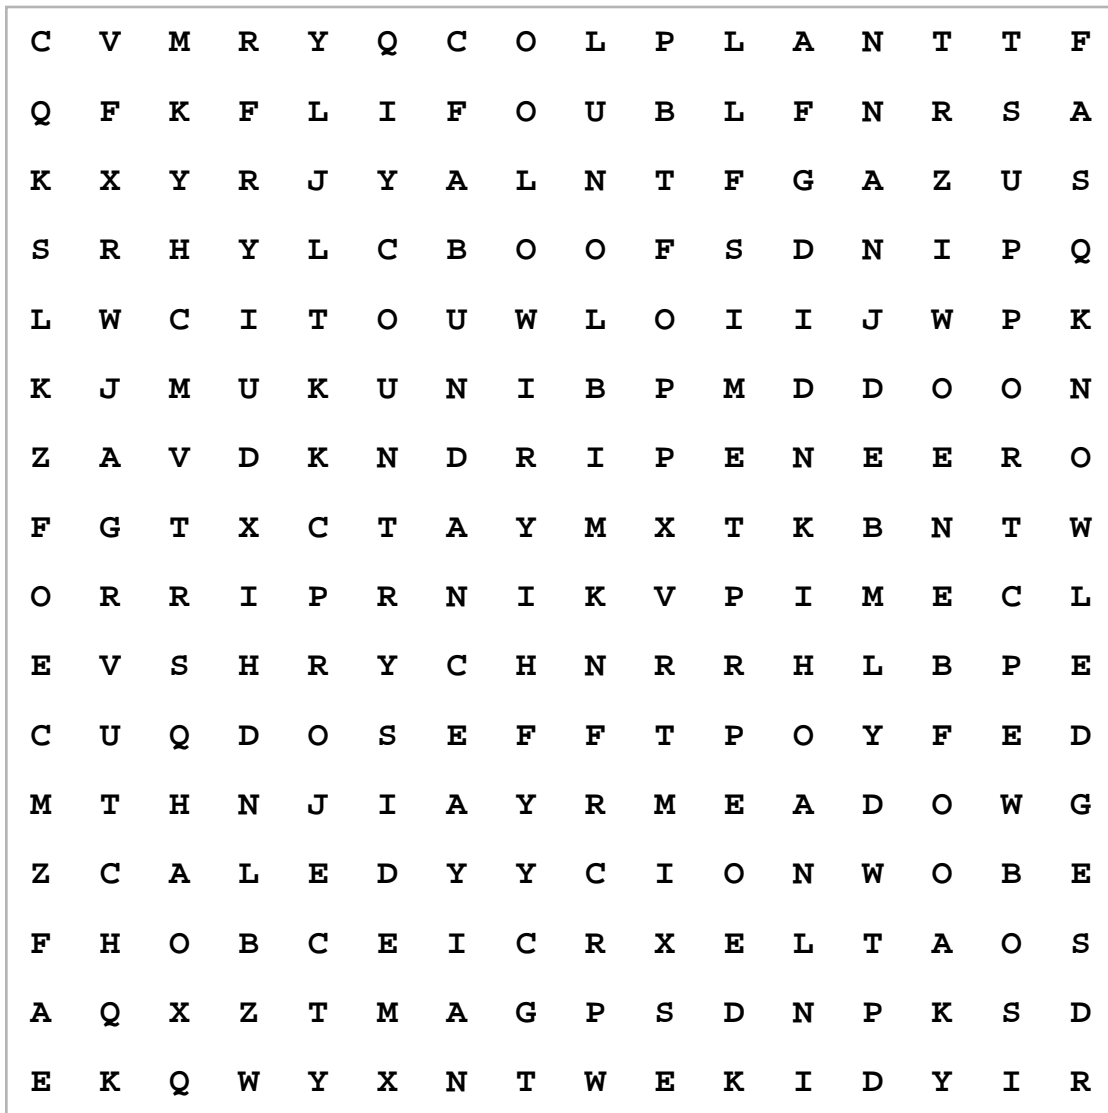 C V M R Y Q C O L P L A N T T F
Q F K F L I F O U B L F N R S A
K X Y R J Y A L N T F G A Z U S
S R H Y L C B O O F S D N I P Q
L W C I T O U W L O I I J W P K
K J M U K U N I B P M D D O O N
Z A V D K N D R I P E N E E R O
F G T X C T A Y M X T K B N T W
O R R I P R N I K V P I M E C L
E V S H R Y C H N R R H L B P E
C U Q D O S E F F T P O Y F E D
M T H N J I A Y R M E A D O W G
Z C A L E D Y Y C I O N W O B E
F H O B C E I C R X E L T A O S
A Q X Z T M A G P S D N P K S D
E K Q W Y X N T W E K I D Y I R